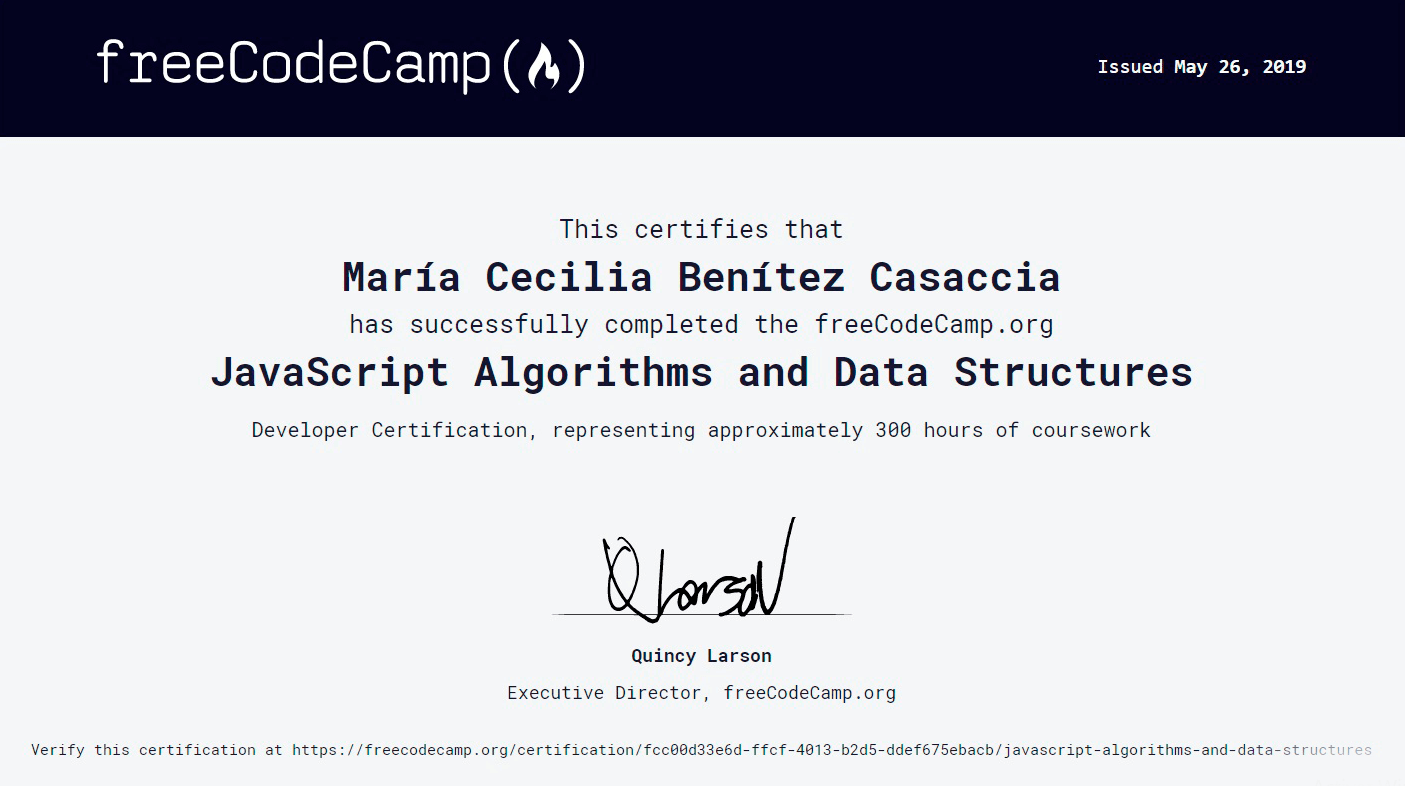 freeCodeCamp(🔥)
Issued May 26, 2019
This certifies that
María Cecilia Benítez Casaccia
has successfully completed the freeCodeCamp.org
JavaScript Algorithms and Data Structures
Developer Certification, representing approximately 300 hours of coursework
Q Larson
Quincy Larson
Executive Director, freeCodeCamp.org
Verify this certification at https://freecodecamp.org/certification/fcc00d33e6d-ffcf-4013-b2d5-ddef675ebacb/javascript-algorithms-and-data-structures